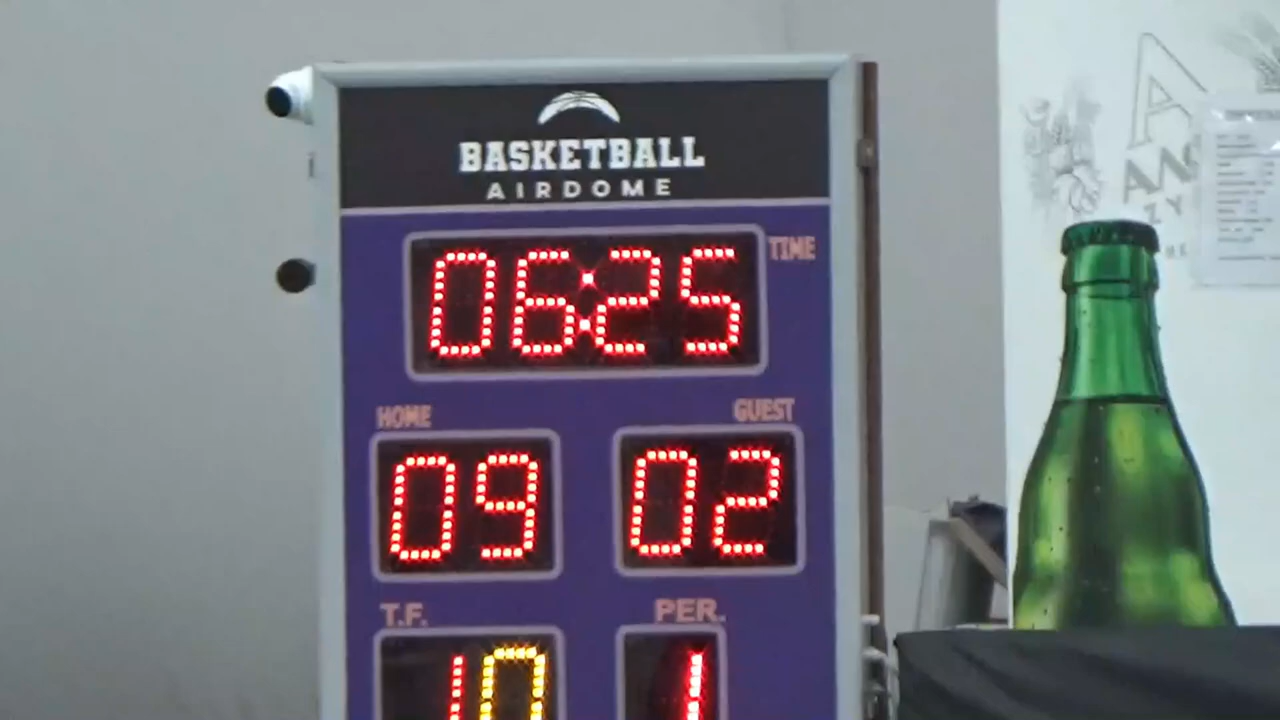 BASKETBALL
AIRDOME
06:25 TIME
HOME GUEST
09 02
T.F. PER.
10 1
A